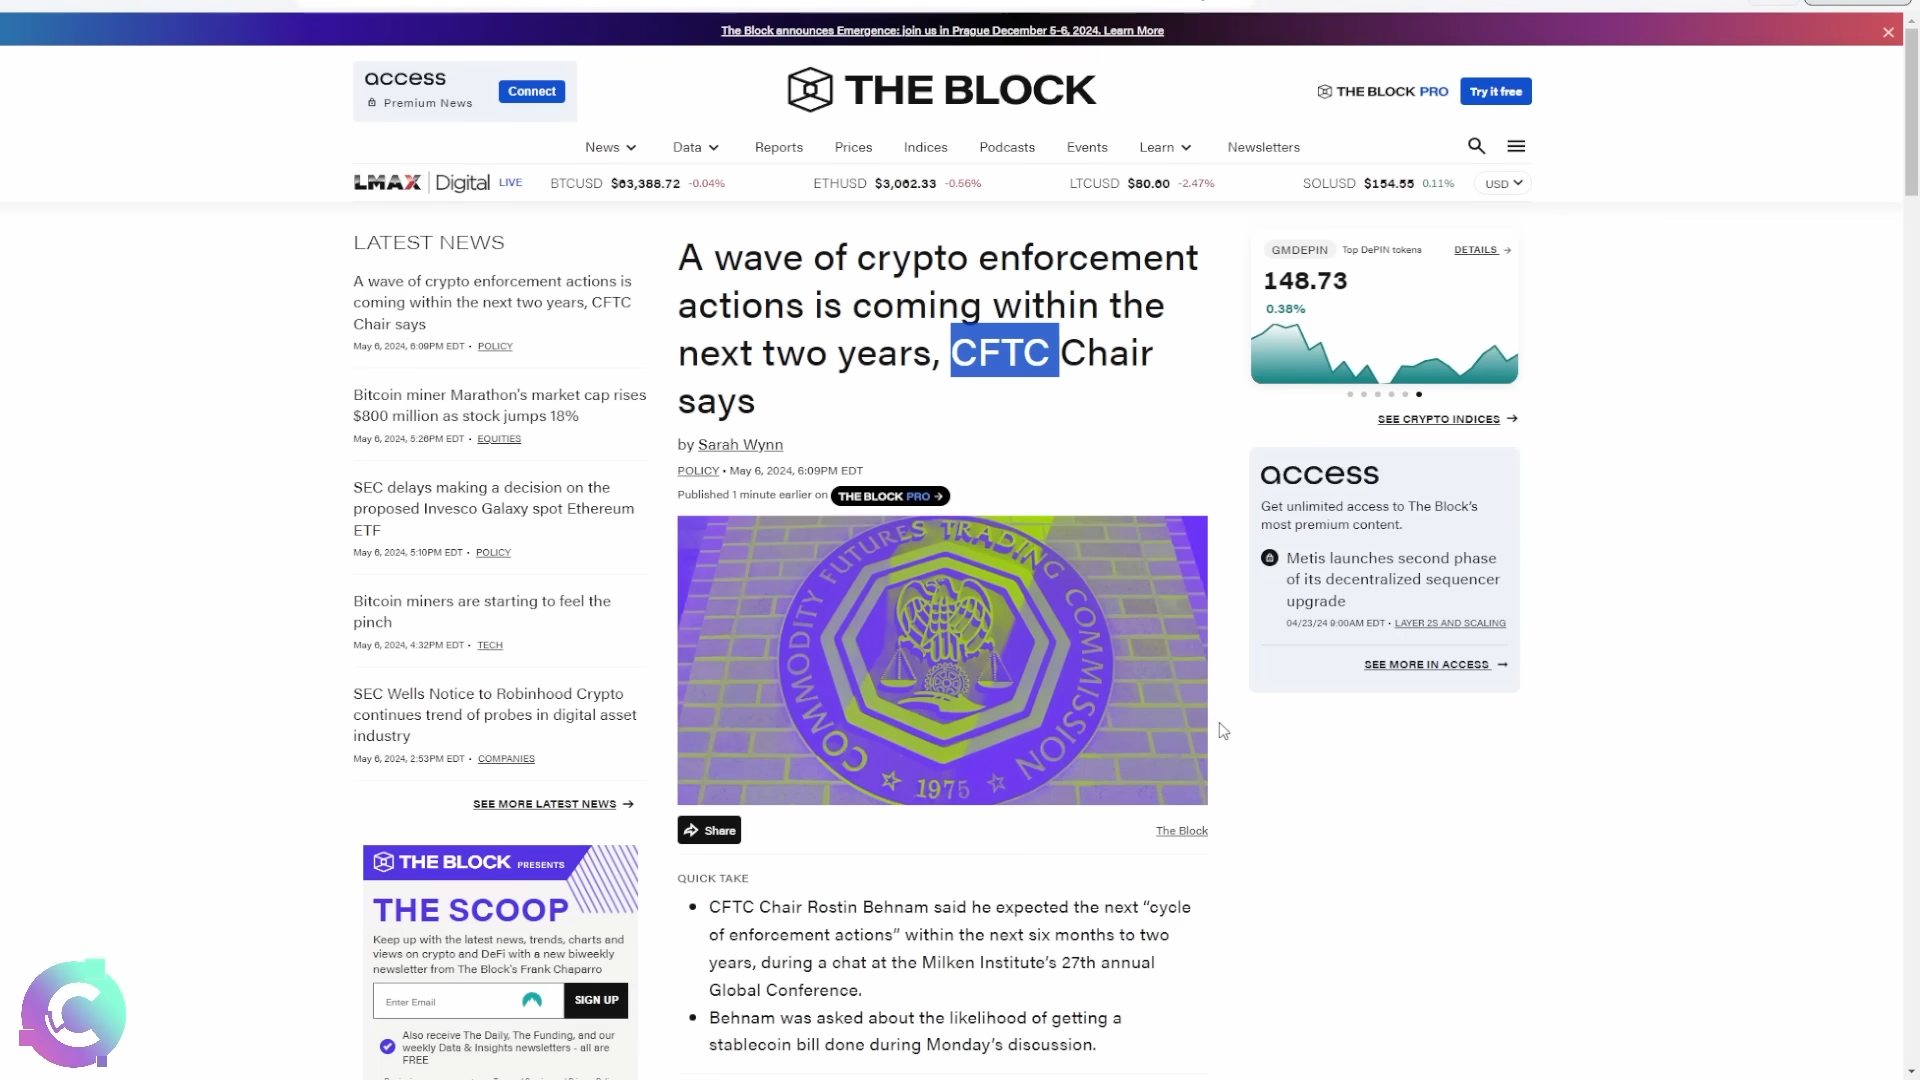 The Block announces Emergence: join us in Prague December 5-6, 2024. Learn More
access
Premium News
Connect
THE BLOCK
THE BLOCK PRO
Try it free
News
Data
Reports
Prices
Indices
Podcasts
Events
Learn
Newsletters
LMAX Digital LIVE
BTCUSD $63,388.72 -0.04%
ETHUSD $3,062.33 -0.56%
LTCUSD $80.60 -2.47%
SOLUSD $154.55 0.11%
USD
LATEST NEWS
A wave of crypto enforcement actions is
coming within the next two years, CFTC
Chair says
May 6, 2024, 6:09PM EDT • POLICY
Bitcoin miner Marathon's market cap rises
$800 million as stock jumps 18%
May 6, 2024, 5:26PM EDT • EQUITIES
SEC delays making a decision on the
proposed Invesco Galaxy spot Ethereum
ETF
May 6, 2024, 5:10PM EDT • POLICY
Bitcoin miners are starting to feel the
pinch
May 6, 2024, 4:32PM EDT • TECH
SEC Wells Notice to Robinhood Crypto
continues trend of probes in digital asset
industry
May 6, 2024, 2:53PM EDT • COMPANIES
SEE MORE LATEST NEWS
THE BLOCK PRESENTS
THE SCOOP
Keep up with the latest news, trends, charts and
views on crypto and DeFi with a new biweekly
newsletter from The Block's Frank Chaparro
Enter Email
SIGN UP
Also receive The Daily, The Funding, and our
weekly Data & Insights newsletters - all are
FREE
A wave of crypto enforcement
actions is coming within the
next two years, CFTC Chair
says
by Sarah Wynn
POLICY • May 6, 2024, 6:09PM EDT
Published 1 minute earlier on THE BLOCK PRO
COMMODITY FUTURES TRADING COMMISSION
1975
Share
The Block
QUICK TAKE
• CFTC Chair Rostin Behnam said he expected the next “cycle
of enforcement actions” within the next six months to two
years, during a chat at the Milken Institute’s 27th annual
Global Conference.
• Behnam was asked about the likelihood of getting a
stablecoin bill done during Monday’s discussion.
GMDEPIN Top DePIN tokens
DETAILS
148.73
0.38%
SEE CRYPTO INDICES
access
Get unlimited access to The Block's
most premium content.
Metis launches second phase
of its decentralized sequencer
upgrade
04/23/24 9:00AM EDT • LAYER 2S AND SCALING
SEE MORE IN ACCESS